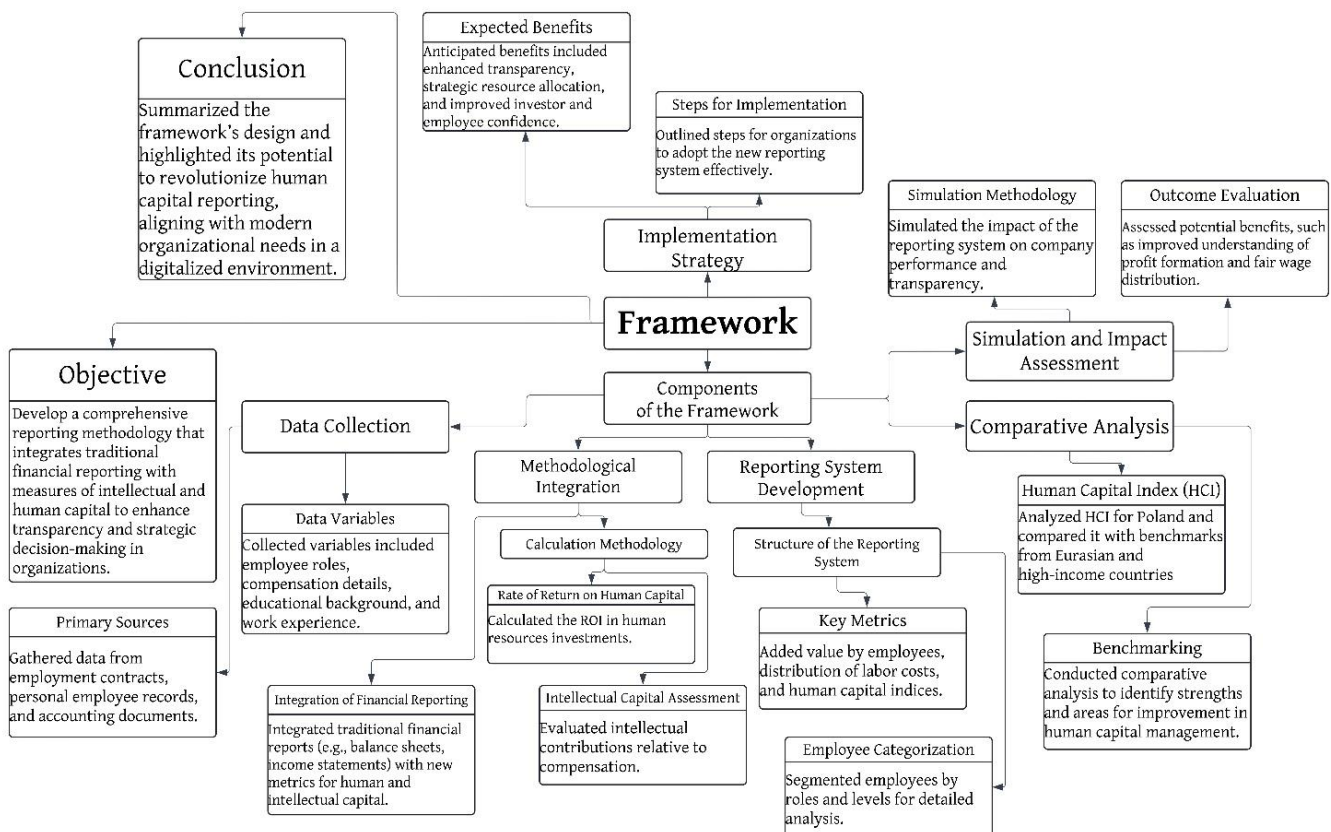 Expected Benefits
Anticipated benefits included
enhanced transparency,
strategic resource allocation,
and improved investor and
employee confidence.
Conclusion
Summarized the
framework's design and
highlighted its potential
to revolutionize human
capital reporting,
aligning with modern
organizational needs in a
digitalized environment.
Steps for Implementation
Outlined steps for organizations
to adopt the new reporting
system effectively.
Simulation Methodology
Simulated the impact of the
reporting system on company
performance and
transparency.
Outcome Evaluation
Assessed potential benefits, such
as improved understanding of
profit formation and fair wage
distribution.
Implementation
Strategy
Framework
Simulation and Impact
Assessment
Objective
Develop a comprehensive
reporting methodology that
integrates traditional
financial reporting with
measures of intellectual and
human capital to enhance
transparency and strategic
decision-making in
organizations.
Components
of the Framework
Data Collection
Comparative Analysis
Methodological
Integration
Reporting System
Development
Human Capital Index (HCI)
Analyzed HCI for Poland and
compared it with benchmarks
from Eurasian and
high-income countries
Data Variables
Collected variables included
employee roles,
compensation details,
educational background, and
work experience.
Calculation Methodology
Structure of the Reporting
System
Rate of Return on Human Capital
Calculated the ROI in human
resources investments.
Primary Sources
Gathered data from
employment contracts,
personal employee records,
and accounting documents.
Key Metrics
Added value by employees,
distribution of labor costs,
and human capital indices.
Benchmarking
Conducted comparative
analysis to identify strengths
and areas for improvement in
human capital management.
Integration of Financial Reporting
Integrated traditional financial
reports (e.g., balance sheets,
income statements) with new
metrics for human and
intellectual capital.
Intellectual Capital Assessment
Evaluated intellectual
contributions relative to
compensation.
Employee Categorization
Segmented employees by
roles and levels for detailed
analysis.